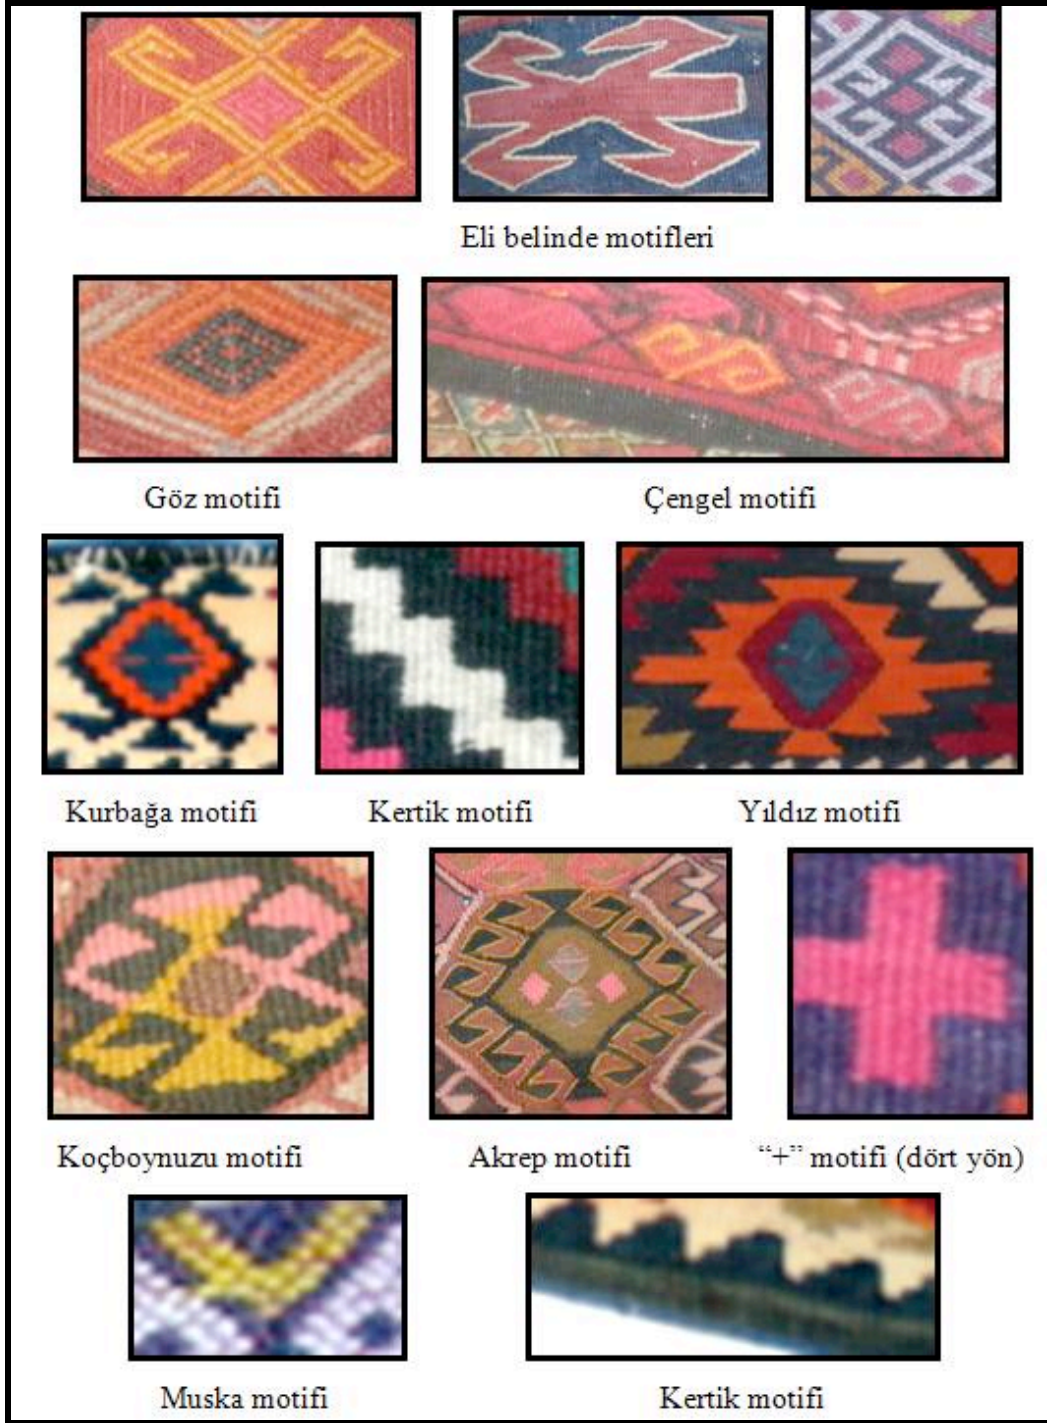 Eli belinde motifleri
Göz motifi
Çengel motifi
Kurbağa motifi
Kertik motifi
Yıldız motifi
Koçboynuzu motifi
Akrep motifi
“+” motifi (dört yön)
Muska motifi
Kertik motifi